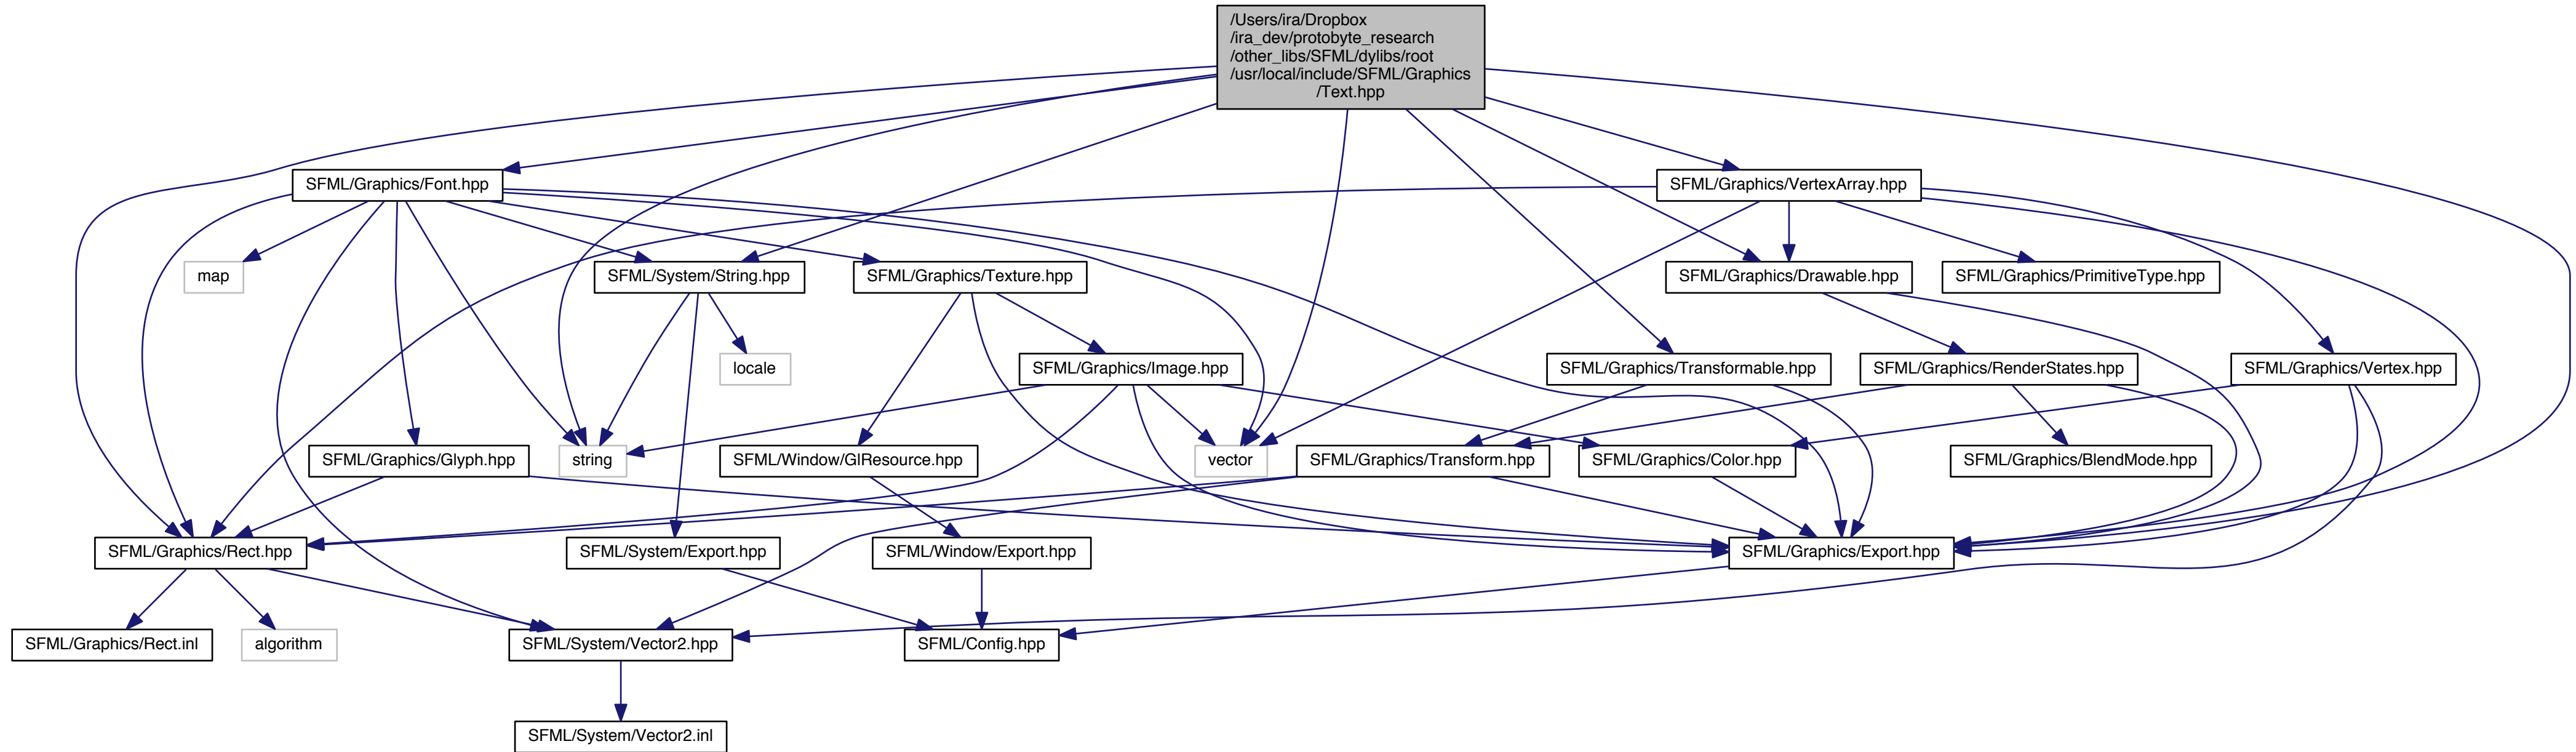 /Users/ira/Dropbox
/ira_dev/protobyte_research
/other_libs/SFML/dylibs/root
/usr/local/include/SFML/Graphics
/Text.hpp
SFML/Graphics/Font.hpp
SFML/Graphics/VertexArray.hpp
map
SFML/System/String.hpp
SFML/Graphics/Texture.hpp
SFML/Graphics/Drawable.hpp
SFML/Graphics/PrimitiveType.hpp
locale
SFML/Graphics/Image.hpp
SFML/Graphics/Transformable.hpp
SFML/Graphics/RenderStates.hpp
SFML/Graphics/Vertex.hpp
SFML/Graphics/Glyph.hpp
string
SFML/Window/GlResource.hpp
vector
SFML/Graphics/Transform.hpp
SFML/Graphics/Color.hpp
SFML/Graphics/BlendMode.hpp
SFML/Graphics/Rect.hpp
SFML/System/Export.hpp
SFML/Window/Export.hpp
SFML/Graphics/Export.hpp
SFML/Graphics/Rect.inl
algorithm
SFML/System/Vector2.hpp
SFML/Config.hpp
SFML/System/Vector2.inl